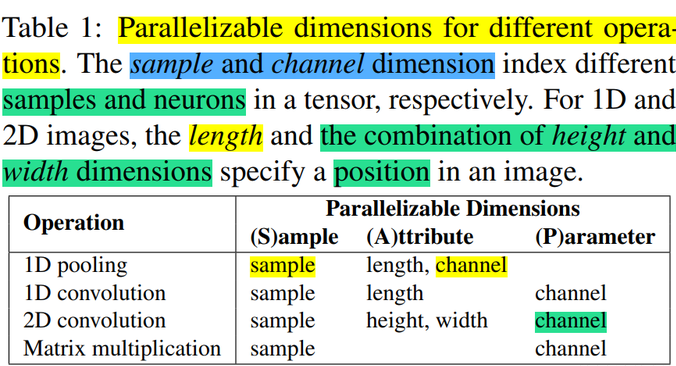 Table 1: Parallelizable dimensions for different opera-
tions. The sample and channel dimension index different
samples and neurons in a tensor, respectively. For 1D and
2D images, the length and the combination of height and
width dimensions specify a position in an image.
Operation Parallelizable Dimensions
(S)ample (A)ttribute (P)arameter
1D pooling sample length, channel
1D convolution sample length channel
2D convolution sample height, width channel
Matrix multiplication sample channel